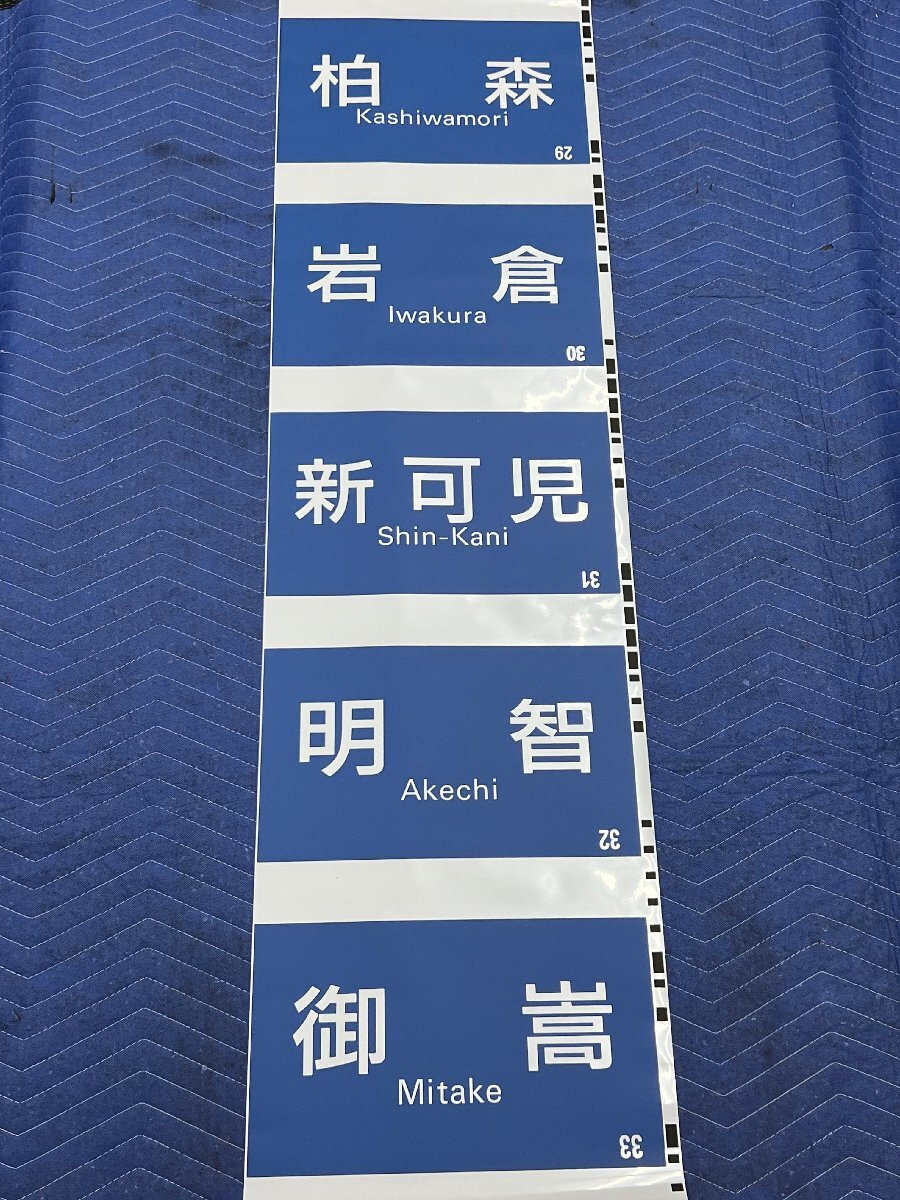 柏森
Kashiwamori
29
岩倉
Iwakura
30
新可児
Shin-Kani
31
明智
Akechi
32
御嵩
Mitake
33